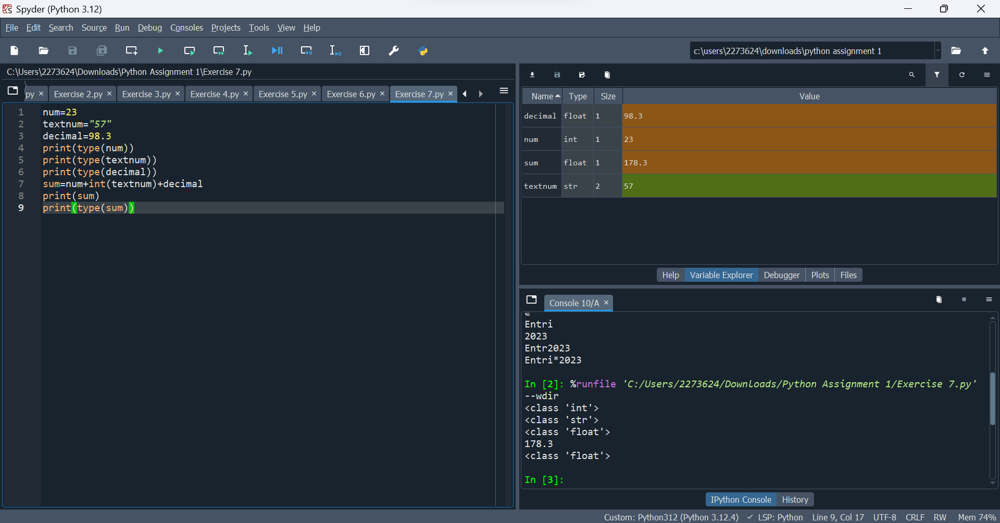 Spyder (Python 3.12)
File Edit Search Source Run Debug Consoles Projects Tools View Help
c:\users\2273624\downloads\python assignment 1
C:\Users\2273624\Downloads\Python Assignment 1\Exercise 7.py
py Exercise 2.py Exercise 3.py Exercise 4.py Exercise 5.py Exercise 6.py Exercise 7.py
1 num=23
2 textnum="57"
3 decimal=98.3
4 print(type(num))
5 print(type(textnum))
6 print(type(decimal))
7 sum=num+int(textnum)+decimal
8 print(sum)
9 print(type(sum))
Name Type Size Value
decimal float 1 98.3
num int 1 23
sum float 1 178.3
textnum str 2 57
Help Variable Explorer Debugger Plots Files
Console 10/A
Entri
2023
Entr2023
Entri*2023
In [2]: %runfile 'C:/Users/2273624/Downloads/Python Assignment 1/Exercise 7.py'
--wdir
<class 'int'>
<class 'str'>
<class 'float'>
178.3
<class 'float'>
In [3]:
IPython Console History
Custom: Python312 (Python 3.12.4) LSP: Python Line 9, Col 17 UTF-8 CRLF RW Mem 74%